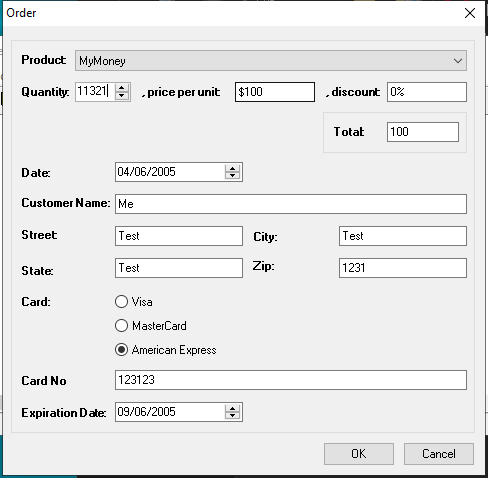 Order
Product: MyMoney
Quantity: 11321 , price per unit: $100 , discount: 0%
Total: 100
Date: 04/06/2005
Customer Name: Me
Street: Test City: Test
State: Test Zip: 1231
Card: Visa
MasterCard
American Express
Card No 123123
Expiration Date: 09/06/2005
OK Cancel